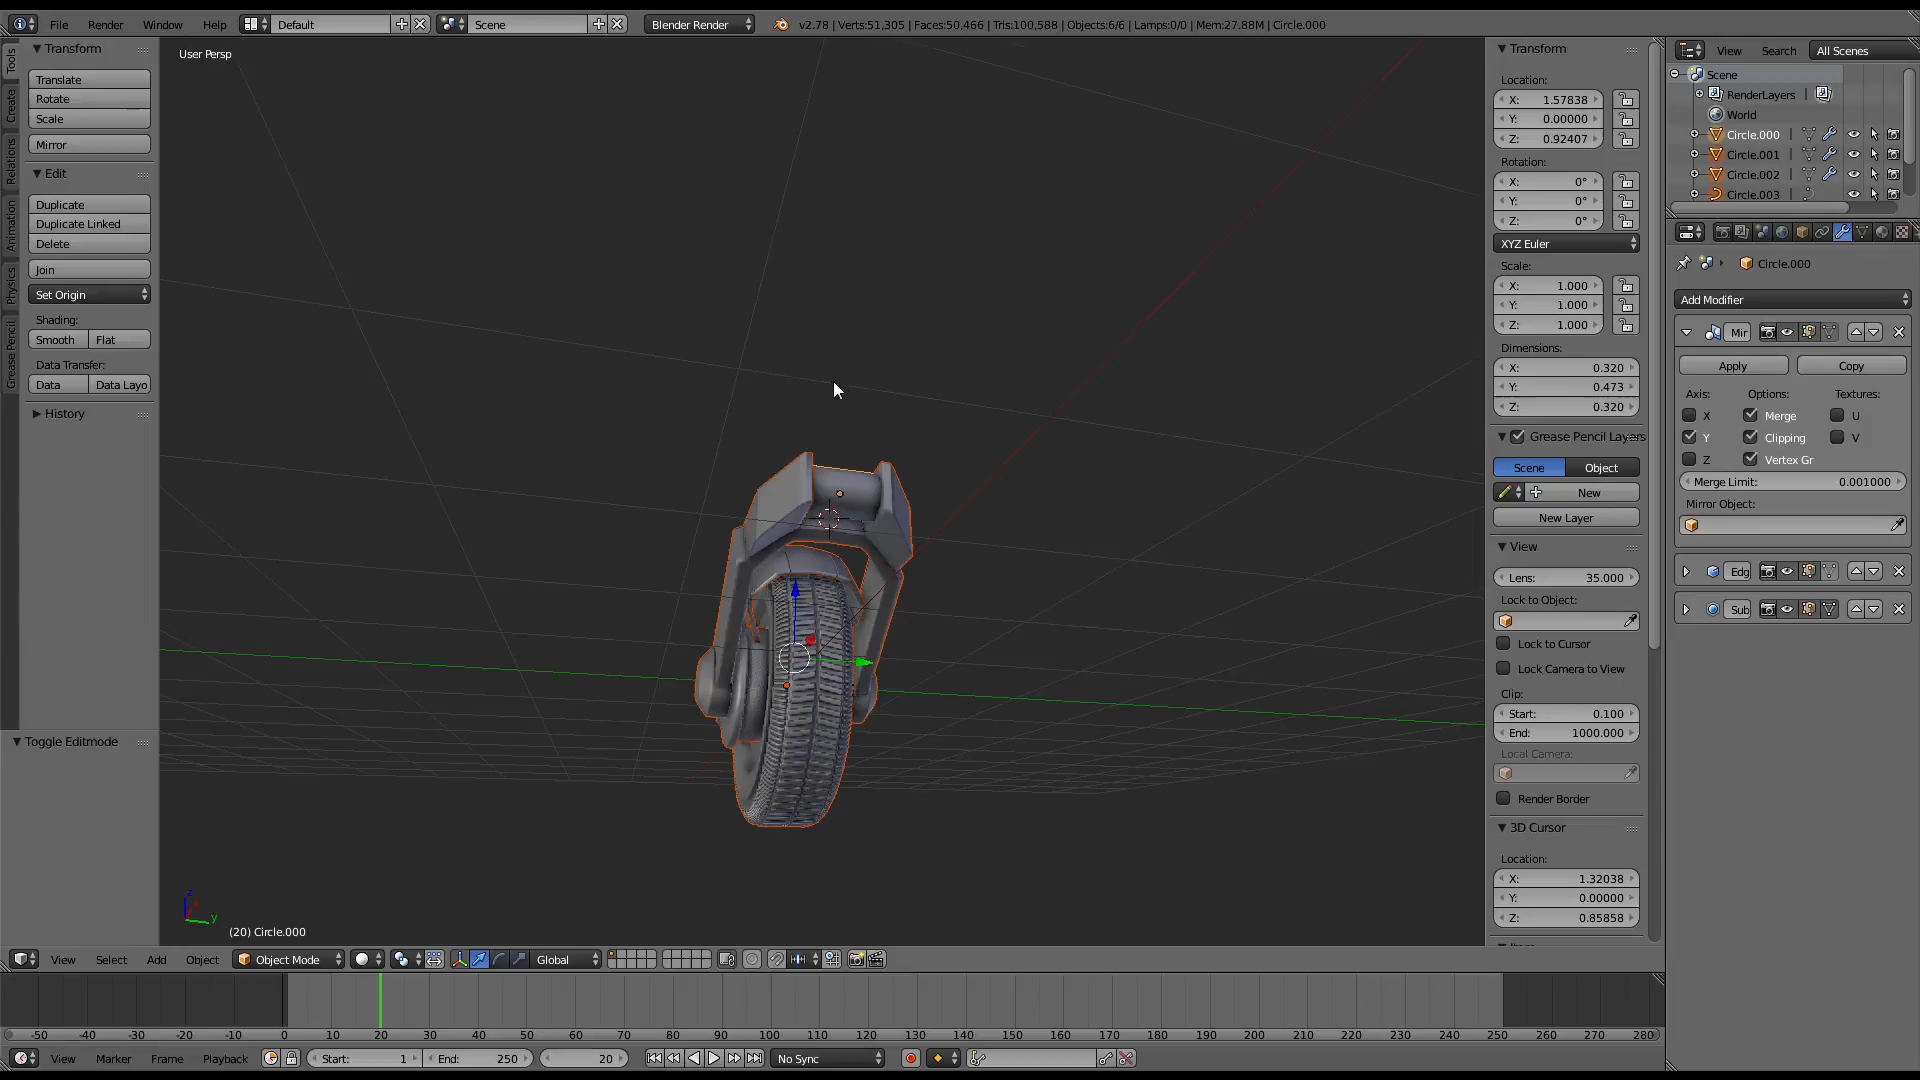 File Render Window Help Default Scene Blender Render v2.78 | Verts:51,305 | Faces:50,466 | Tris:100,588 | Objects:6/6 | Lamps:0/0 | Mem:27.88M | Circle.000
Tools
Create
Relations
Animation
Physics
Grease Pencil
Transform
Translate
Rotate
Scale
Mirror
Edit
Duplicate
Duplicate Linked
Delete
Join
Set Origin
Shading:
Smooth Flat
Data Transfer:
Data Data Layo
History
Toggle Editmode
User Persp
z
y
(20) Circle.000
Transform
Location:
X: 1.57838
Y: 0.00000
Z: 0.92407
Rotation:
X: 0°
Y: 0°
Z: 0°
XYZ Euler
Scale:
X: 1.000
Y: 1.000
Z: 1.000
Dimensions:
X: 0.320
Y: 0.473
Z: 0.320
Grease Pencil Layers
Scene Object
New
New Layer
View
Lens: 35.000
Lock to Object:
Lock to Cursor
Lock Camera to View
Clip:
Start: 0.100
End: 1000.000
Local Camera:
Render Border
3D Cursor
Location:
X: 1.32038
Y: 0.00000
Z: 0.85858
View Search All Scenes
Scene
RenderLayers |
World
Circle.000 |
Circle.001 |
Circle.002 |
Circle.003 |
Circle.000
Add Modifier
Mir
Apply Copy
Axis: Options: Textures:
X Merge U
Y Clipping V
Z Vertex Gr
Merge Limit: 0.001000
Mirror Object:
Edg
Sub
View Select Add Object Object Mode Global
-50 -40 -30 -20 -10 0 10 20 30 40 50 60 70 80 90 100 110 120 130 140 150 160 170 180 190 200 210 220 230 240 250 260 270 280
View Marker Frame Playback Start: 1 End: 250 20 No Sync